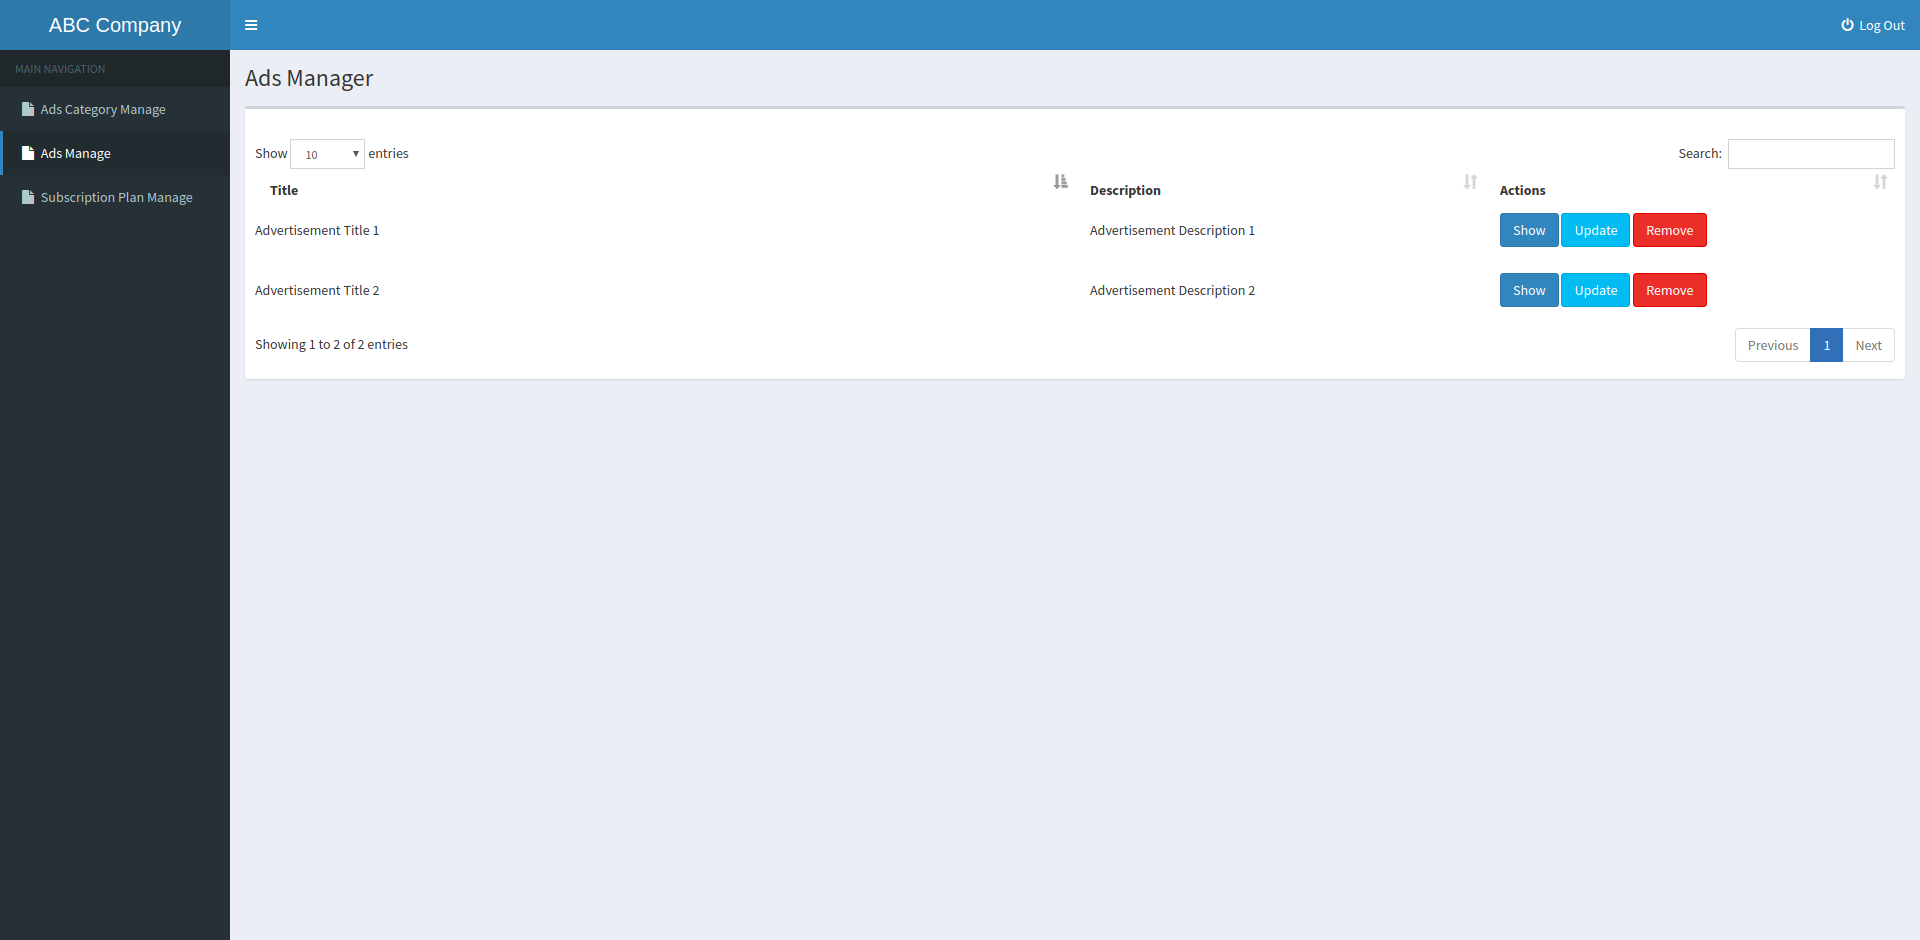 ABC Company
Log Out
MAIN NAVIGATION
Ads Category Manage
Ads Manage
Subscription Plan Manage
Ads Manager
Show 10 entries Search:
Title Description Actions
Advertisement Title 1 Advertisement Description 1 Show Update Remove
Advertisement Title 2 Advertisement Description 2 Show Update Remove
Showing 1 to 2 of 2 entries Previous 1 Next